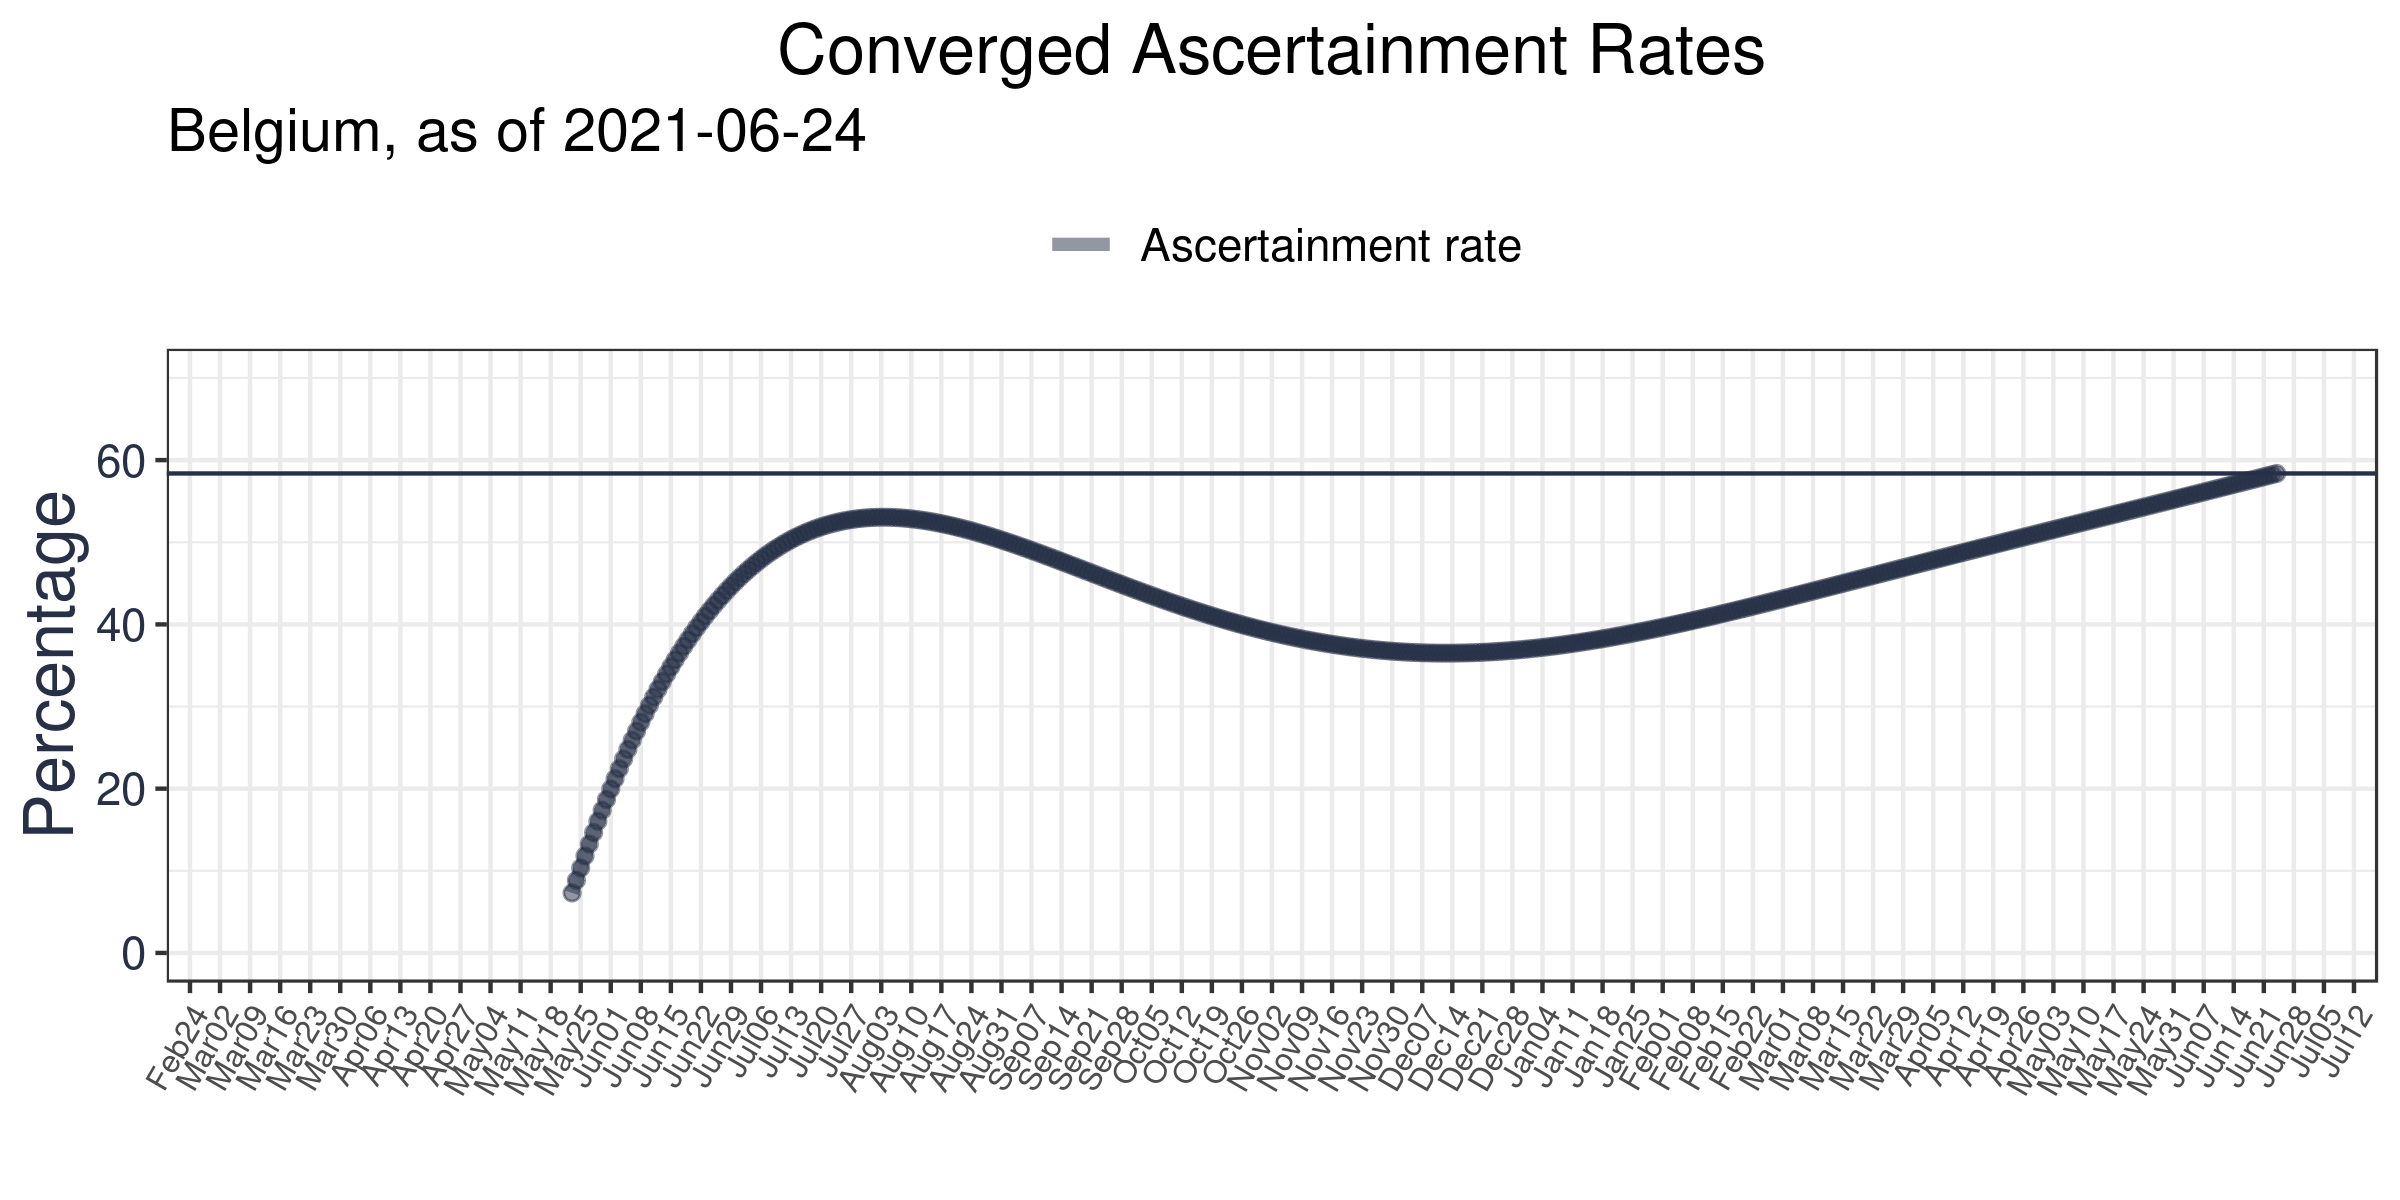 Converged Ascertainment Rates
Belgium, as of 2021-06-24
Ascertainment rate
Percentage
60
40
20
0
Feb24 Mar02 Mar09 Mar16 Mar23 Mar30 Apr06 Apr13 Apr20 Apr27 May04 May11 May18 May25 Jun01 Jun08 Jun15 Jun22 Jun29 Jul06 Jul13 Jul20 Jul27 Aug03 Aug10 Aug17 Aug24 Aug31 Sep07 Sep14 Sep21 Sep28 Oct05 Oct12 Oct19 Oct26 Nov02 Nov09 Nov16 Nov23 Nov30 Dec07 Dec14 Dec21 Dec28 Jan04 Jan11 Jan18 Jan25 Feb01 Feb08 Feb15 Feb22 Mar01 Mar08 Mar15 Mar22 Mar29 Apr05 Apr12 Apr19 Apr26 May03 May10 May17 May24 May31 Jun07 Jun14 Jun21 Jun28 Jul05 Jul12